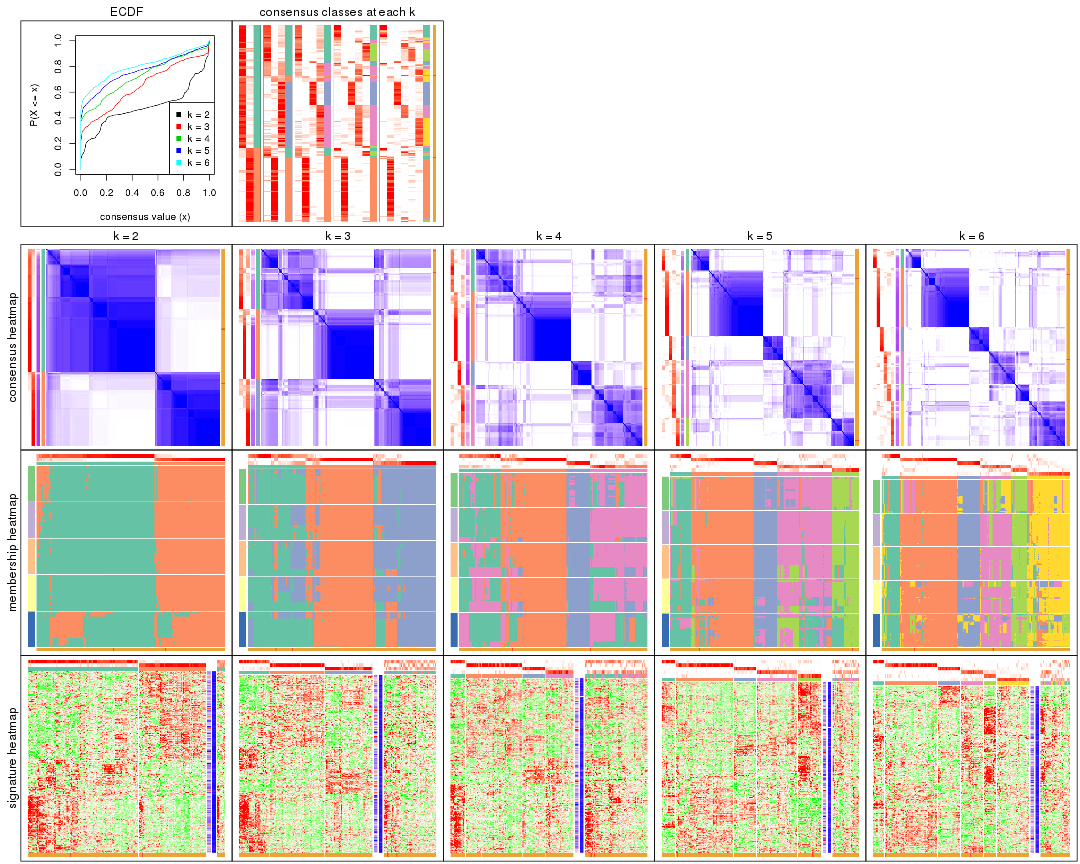 ECDF
consensus classes at each k
P(X <= x)
0.0 0.2 0.4 0.6 0.8 1.0
k = 2
k = 3
k = 4
k = 5
k = 6
0.0 0.2 0.4 0.6 0.8 1.0
consensus value (x)
k = 2 k = 3 k = 4 k = 5 k = 6
consensus heatmap
membership heatmap
signature heatmap